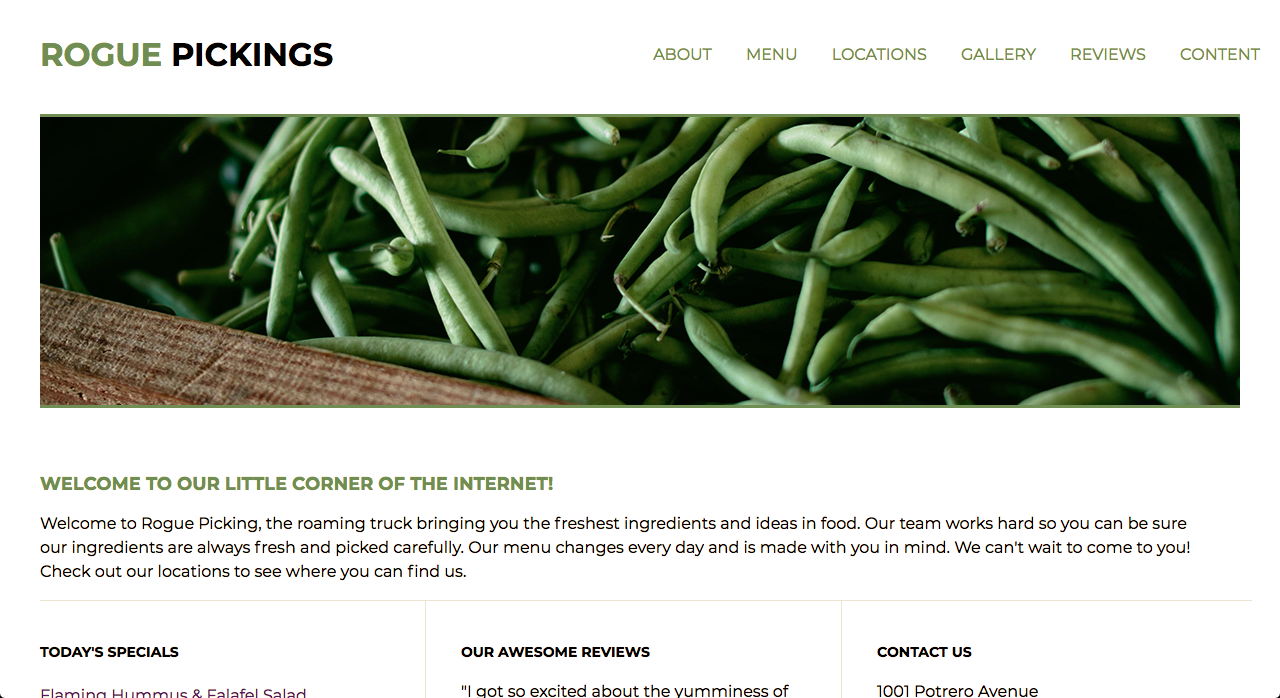 ROGUE PICKINGS
ABOUT MENU LOCATIONS GALLERY REVIEWS CONTENT
WELCOME TO OUR LITTLE CORNER OF THE INTERNET!
Welcome to Rogue Picking, the roaming truck bringing you the freshest ingredients and ideas in food. Our team works hard so you can be sure
our ingredients are always fresh and picked carefully. Our menu changes every day and is made with you in mind. We can't wait to come to you!
Check out our locations to see where you can find us.
TODAY'S SPECIALS
Flaming Hummus & Falafel Salad
OUR AWESOME REVIEWS
"I got so excited about the yumminess of
CONTACT US
1001 Potrero Avenue